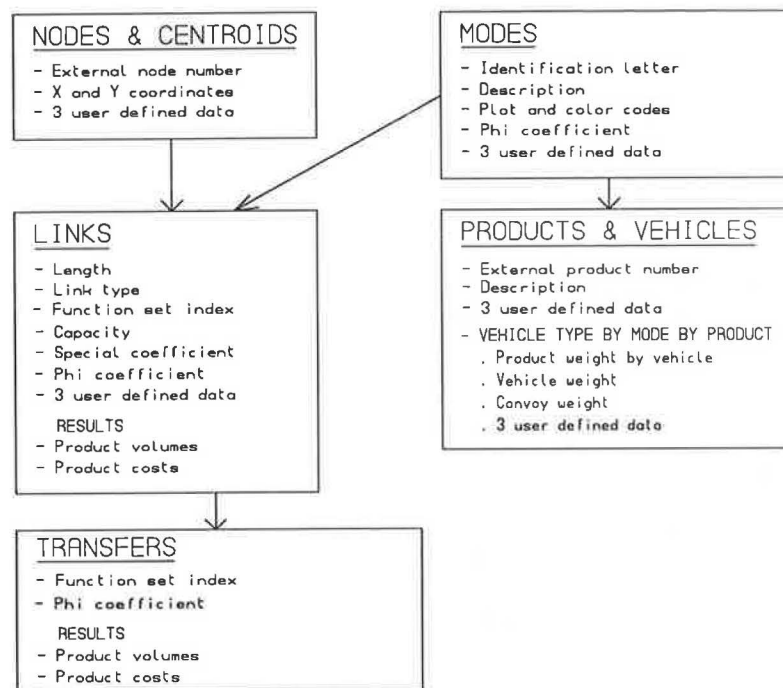 NODES & CENTROIDS
- External node number
- X and Y coordinates
- 3 user defined data
MODES
- Identification letter
- Description
- Plot and color codes
- Phi coefficient
- 3 user defined data
LINKS
- Length
- Link type
- Function set index
- Capacity
- Special coefficient
- Phi coefficient
- 3 user defined data
RESULTS
- Product volumes
- Product costs
PRODUCTS & VEHICLES
- External product number
- Description
- 3 user defined data
- VEHICLE TYPE BY MODE BY PRODUCT
. Product weight by vehicle
. Vehicle weight
. Convoy weight
. 3 user defined data
TRANSFERS
- Function set index
- Phi coefficient
RESULTS
- Product volumes
- Product costs